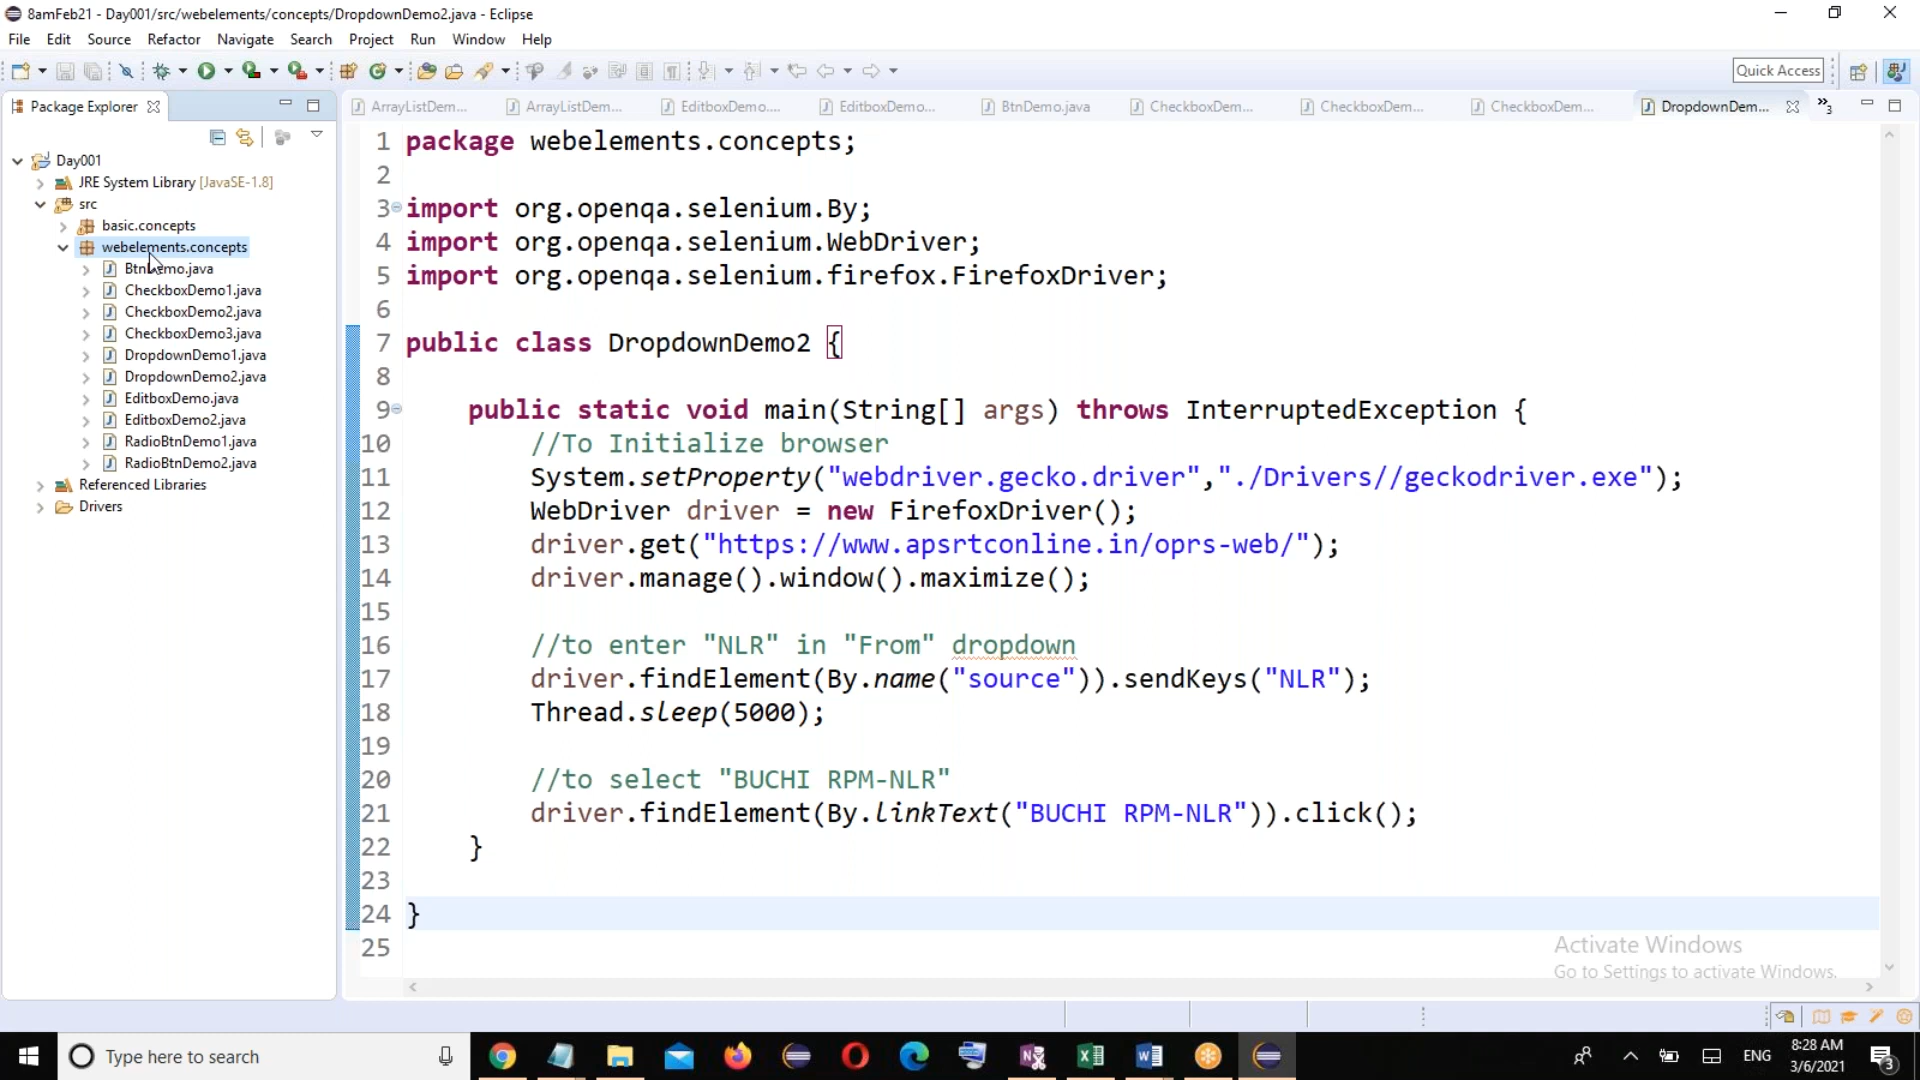 8amFeb21 - Day001/src/webelements/concepts/DropdownDemo2.java - Eclipse
File Edit Source Refactor Navigate Search Project Run Window Help
Quick Access
Package Explorer
ArrayListDem... ArrayListDem... EditboxDemo.... EditboxDemo... BtnDemo.java CheckboxDem... CheckboxDem... CheckboxDem... DropdownDem... »3
Day001
JRE System Library [JavaSE-1.8]
src
basic.concepts
webelements.concepts
BtnDemo.java
CheckboxDemo1.java
CheckboxDemo2.java
CheckboxDemo3.java
DropdownDemo1.java
DropdownDemo2.java
EditboxDemo.java
EditboxDemo2.java
RadioBtnDemo1.java
RadioBtnDemo2.java
Referenced Libraries
Drivers
1 package webelements.concepts;
2
3 import org.openqa.selenium.By;
4 import org.openqa.selenium.WebDriver;
5 import org.openqa.selenium.firefox.FirefoxDriver;
6
7 public class DropdownDemo2 {
8
9 public static void main(String[] args) throws InterruptedException {
10 //To Initialize browser
11 System.setProperty("webdriver.gecko.driver","./Drivers//geckodriver.exe");
12 WebDriver driver = new FirefoxDriver();
13 driver.get("https://www.apsrtconline.in/oprs-web/");
14 driver.manage().window().maximize();
15
16 //to enter "NLR" in "From" dropdown
17 driver.findElement(By.name("source")).sendKeys("NLR");
18 Thread.sleep(5000);
19
20 //to select "BUCHI RPM-NLR"
21 driver.findElement(By.linkText("BUCHI RPM-NLR")).click();
22 }
23
24 }
25
Activate Windows
Go to Settings to activate Windows.
Type here to search
ENG
8:28 AM
3/6/2021
3